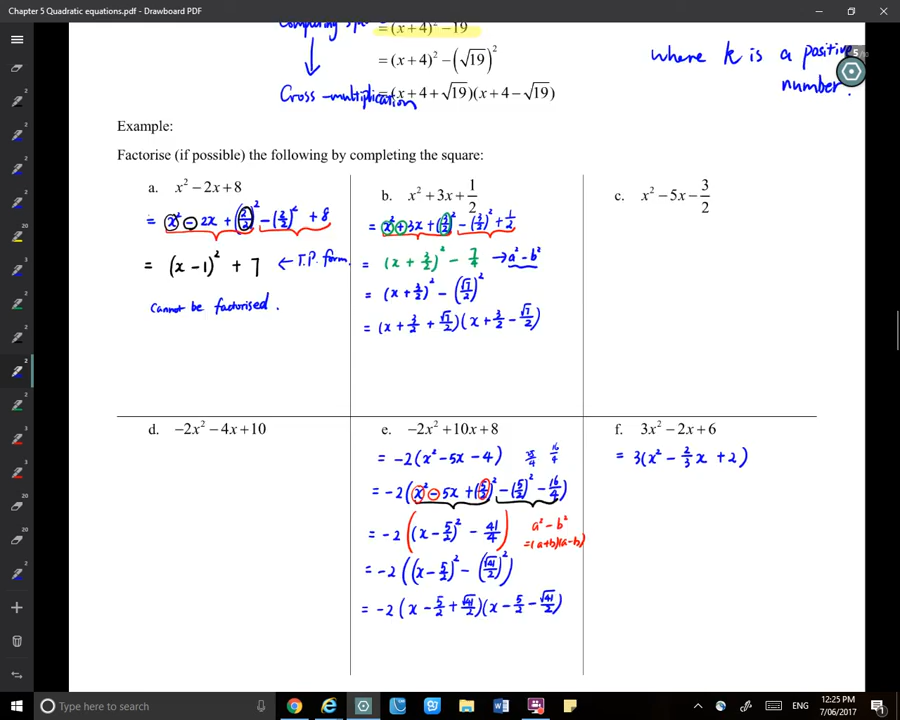 Chapter 5 Quadratic equations.pdf - Drawboard PDF
= (x+4)² − 19
= (x+4)² − (√19)²
= (x+4+√19)(x+4−√19)
Cross-multiplication
where k is a positive
number.
5
Example:
Factorise (if possible) the following by completing the square:
a. x² − 2x + 8
= x² − 2x + (2/2)² − (2/2)² + 8
= (x − 1)² + 7 ← T.P. form.
Cannot be factorised.
b. x² + 3x + 1/2
= x² + 3x + (3/2)² − (3/2)² + 1/2
= (x + 3/2)² − 7/4 → a² − b²
= (x + 3/2)² − (√7/2)²
= (x + 3/2 + √7/2)(x + 3/2 − √7/2)
c. x² − 5x − 3/2
d. −2x² − 4x + 10
e. −2x² + 10x + 8
= −2(x² − 5x − 4) 25/4 16/4
= −2(x² − 5x + (5/2)² − (5/2)² − 16/4)
= −2((x − 5/2)² − 41/4)
a² − b²
= (a+b)(a−b)
= −2((x − 5/2)² − (√41/2)²)
= −2(x − 5/2 + √41/2)(x − 5/2 − √41/2)
f. 3x² − 2x + 6
= 3(x² − 2/3 x + 2)
Type here to search
12:25 PM
7/06/2017